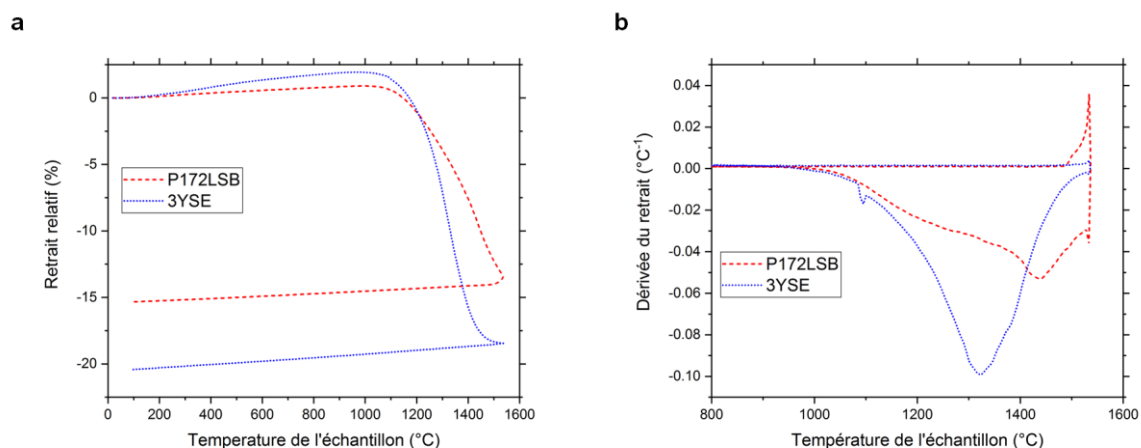 a
b
0
-5
-10
-15
-20
Retrait relatif (%)
P172LSB
3YSE
0 200 400 600 800 1000 1200 1400 1600
Temperature de l'échantillon (°C)
0.04
0.02
0.00
-0.02
-0.04
-0.06
-0.08
-0.10
Dérivée du retrait (°C⁻¹)
P172LSB
3YSE
800 1000 1200 1400 1600
Température de l'échantillon (°C)